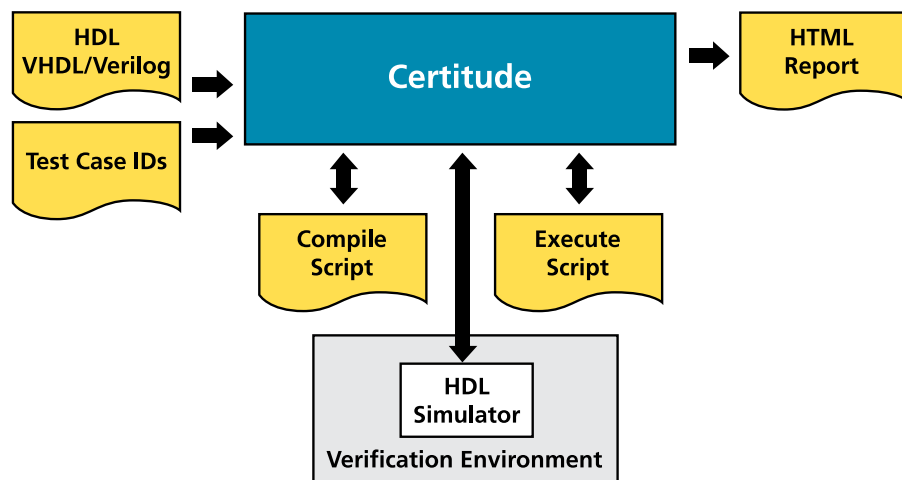 HDL
VHDL/Verilog
Test Case IDs
Certitude
HTML
Report
Compile
Script
Execute
Script
HDL
Simulator
Verification Environment